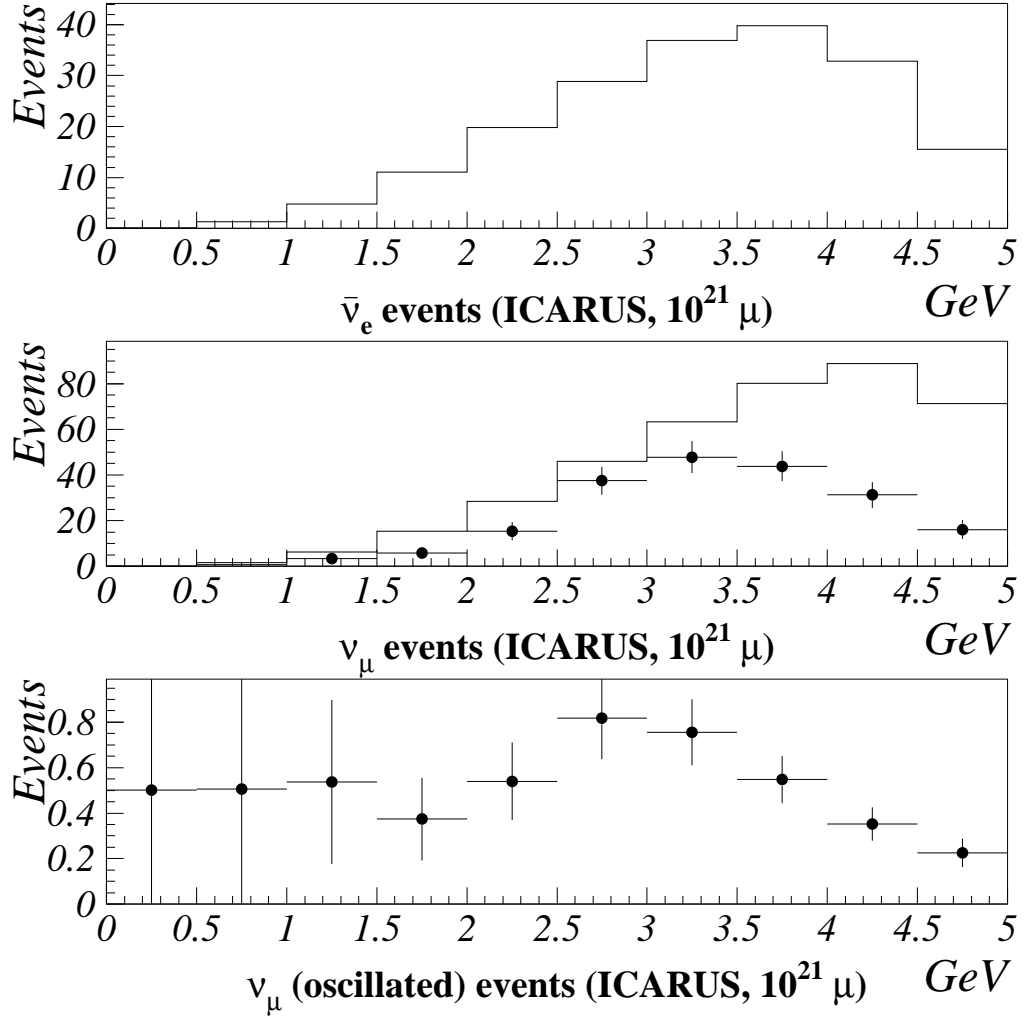 Events
40
30
20
10
0
0 0.5 1 1.5 2 2.5 3 3.5 4 4.5 5
GeV
ν̄e events (ICARUS, 10²¹ μ)
Events
80
60
40
20
0
0 0.5 1 1.5 2 2.5 3 3.5 4 4.5 5
GeV
νμ events (ICARUS, 10²¹ μ)
Events
0.8
0.6
0.4
0.2
0
0 0.5 1 1.5 2 2.5 3 3.5 4 4.5 5
GeV
νμ (oscillated) events (ICARUS, 10²¹ μ)